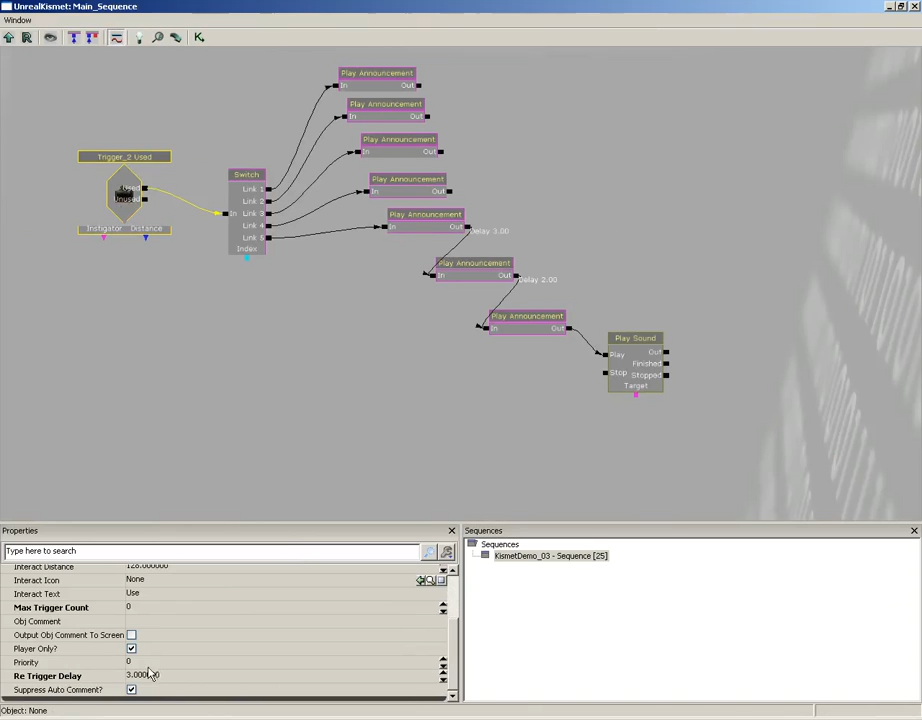 UnrealKismet: Main_Sequence
Window
Play Announcement
In Out
Play Announcement
In Out
Play Announcement
In Out
Trigger_2 Used
Used
Unused
Instigator Distance
Switch
Link 1
Link 2
In Link 3
Link 4
Link 5
Index
Play Announcement
In Out
Play Announcement
In Out
Delay 3.00
Play Announcement
In Out
Delay 2.00
Play Announcement
In Out
Play Sound
Out
Play
Finished
Stop
Stopped
Target
Properties
Type here to search
Interact Distance 128.000000
Interact Icon None
Interact Text Use
Max Trigger Count 0
Obj Comment
Output Obj Comment To Screen
Player Only?
Priority 0
Re Trigger Delay
Suppress Auto Comment?
Sequences
Sequences
KismetDemo_03 - Sequence [25]
Object: None